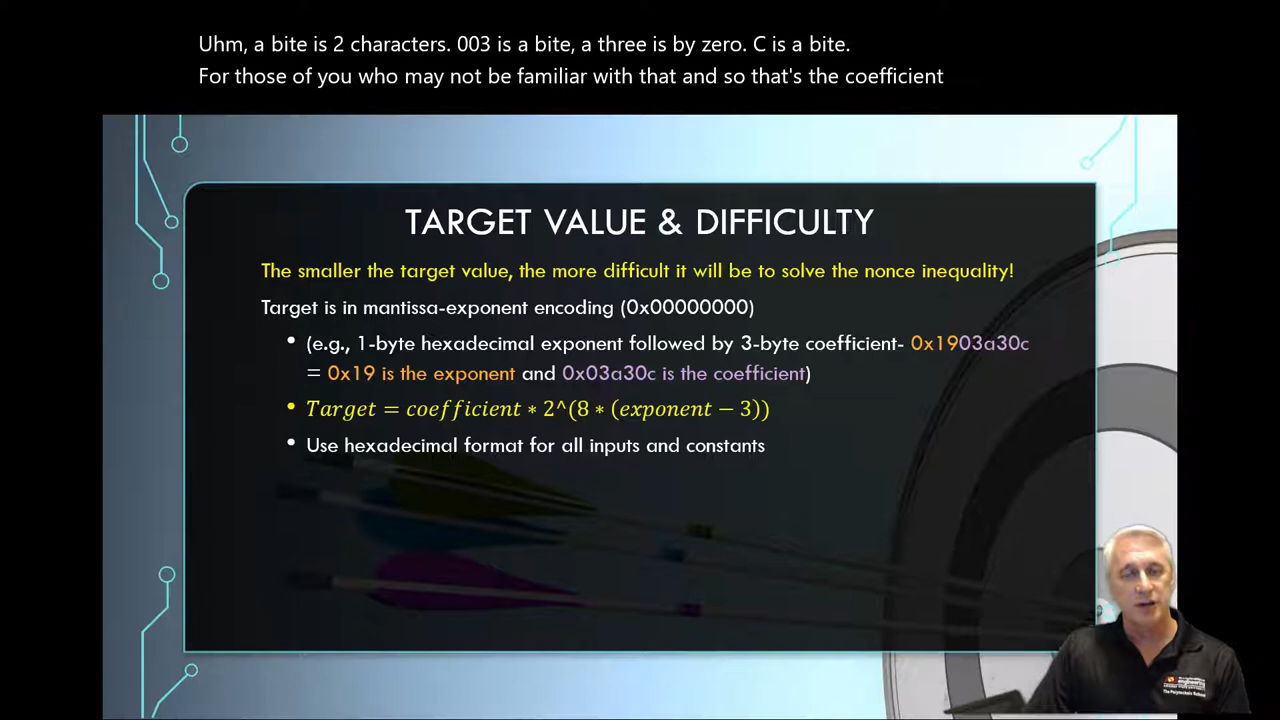 Uhm, a bite is 2 characters. 003 is a bite, a three is by zero. C is a bite.
For those of you who may not be familiar with that and so that's the coefficient
TARGET VALUE & DIFFICULTY
The smaller the target value, the more difficult it will be to solve the nonce inequality!
Target is in mantissa-exponent encoding (0x00000000)
• (e.g., 1-byte hexadecimal exponent followed by 3-byte coefficient- 0x1903a30c
= 0x19 is the exponent and 0x03a30c is the coefficient)
• Target = coefficient * 2^(8 * (exponent − 3))
• Use hexadecimal format for all inputs and constants
The Polytechnic School